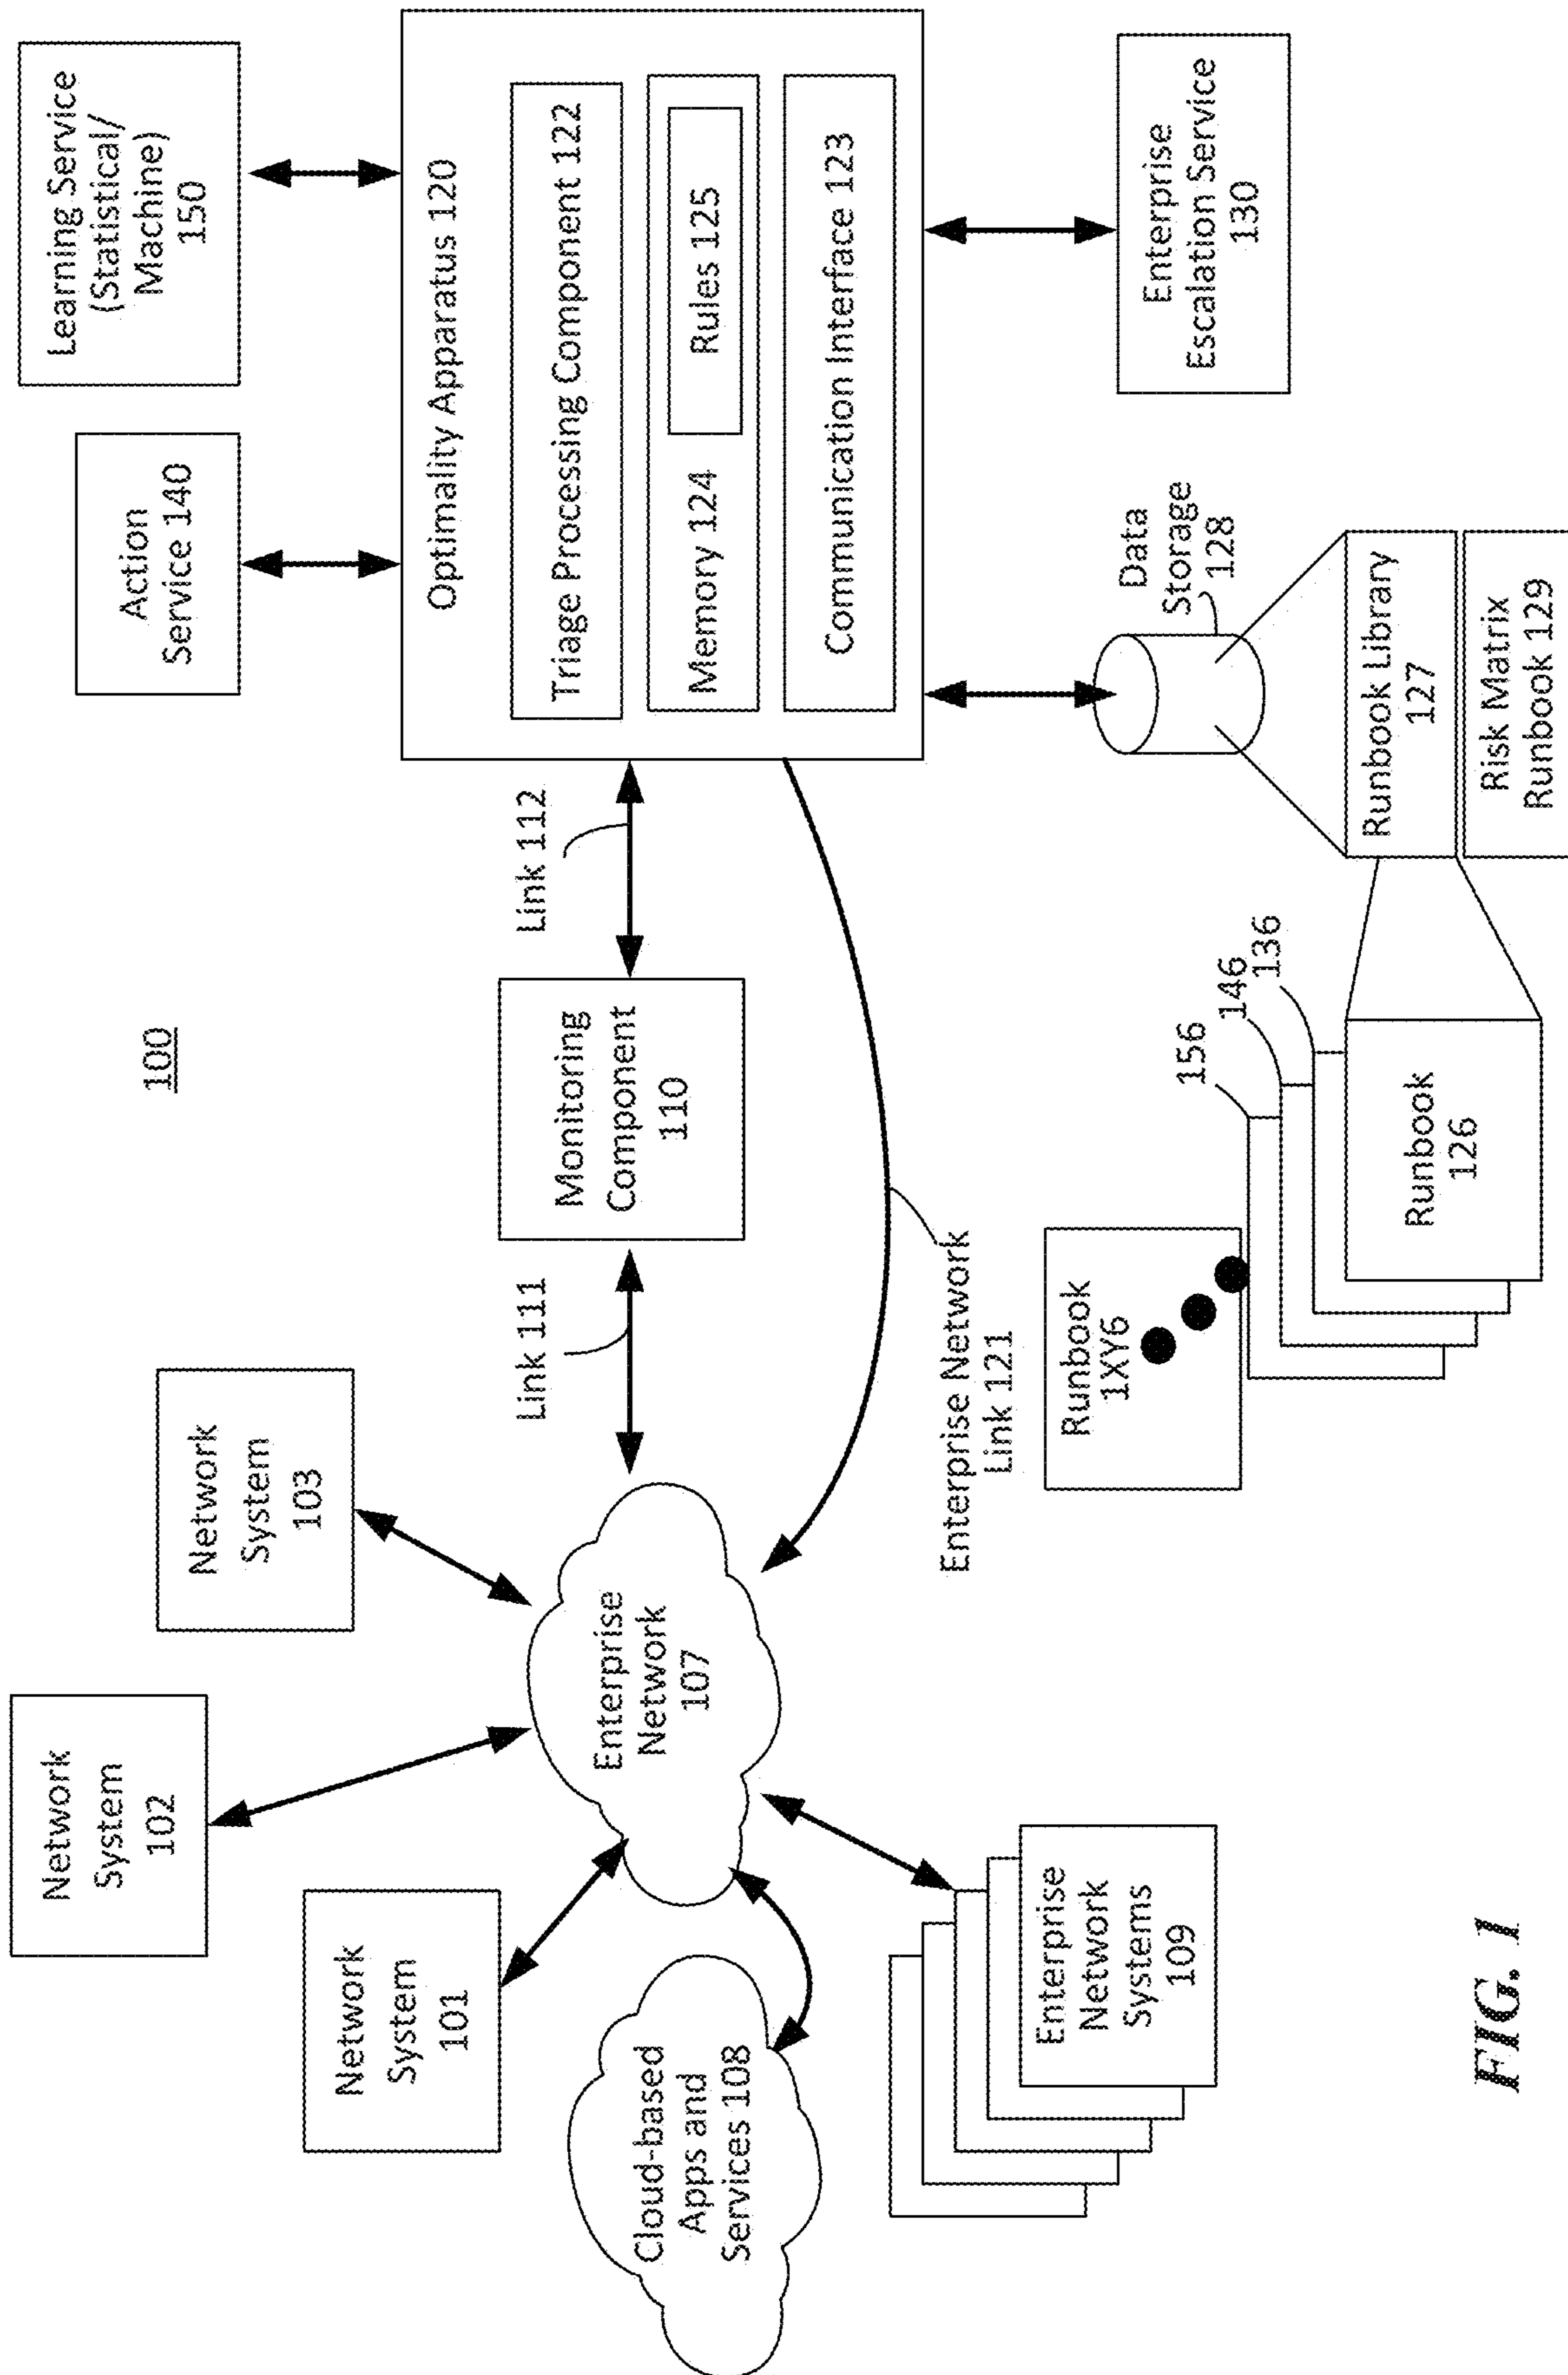 100
Network
System
102
Network
System
103
Network
System
101
Enterprise
Network
107
Cloud-based
Apps and
Services 108
Enterprise
Network
Systems
109
Link 111
Monitoring
Component
110
Link 112
Enterprise Network
Link 121
Action
Service 140
Learning Service
(Statistical/
Machine)
150
Optimality Apparatus 120
Triage Processing Component 122
Memory 124
Rules 125
Communication Interface 123
Enterprise
Escalation Service
130
Data
Storage
128
Runbook Library
127
Risk Matrix
Runbook 129
Runbook
1XY6
156
146
136
Runbook
126
FIG. 1